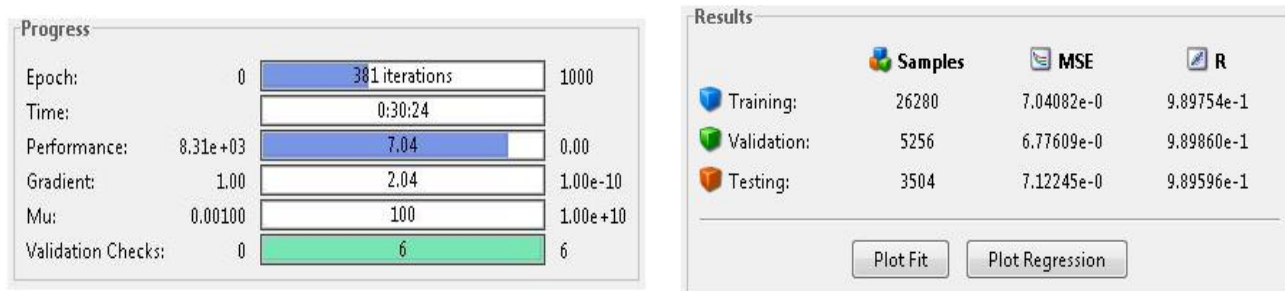 Progress
Epoch: 0 381 iterations 1000
Time: 0:30:24
Performance: 8.31e+03 7.04 0.00
Gradient: 1.00 2.04 1.00e-10
Mu: 0.00100 100 1.00e+10
Validation Checks: 0 6 6
Results
Samples MSE R
Training: 26280 7.04082e-0 9.89754e-1
Validation: 5256 6.77609e-0 9.89860e-1
Testing: 3504 7.12245e-0 9.89596e-1
Plot Fit Plot Regression